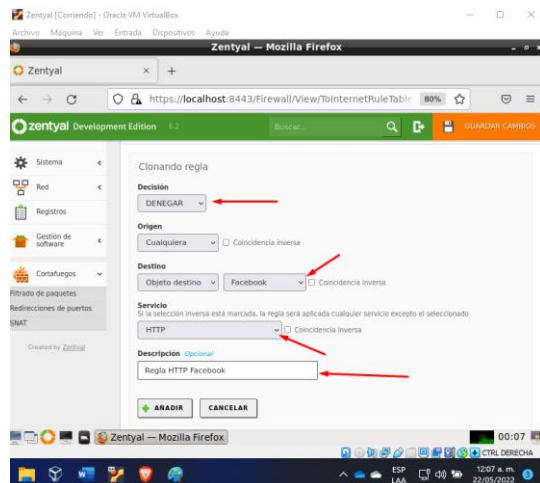 Zentyal [Corriendo] - Oracle VM VirtualBox
Archivo Máquina Ver Entrada Dispositivos Ayuda
Zentyal — Mozilla Firefox
Zentyal
https://localhost:8443/Firewall/View/ToInternetRuleTable 80%
zentyal Development Edition 6.2 Buscar... GUARDAR CAMBIOS
Sistema
Red
Registros
Gestión de software
Cortafuegos
Filtrado de paquetes
Redirecciones de puertos
SNAT
Created by Zentyal
Clonando regla
Decisión
DENEGAR
Origen
Cualquiera Coincidencia inversa
Destino
Objeto destino Facebook Coincidencia inversa
Servicio
Si la selección inversa está marcada, la regla será aplicada cualquier servicio excepto el seleccionado
HTTP Coincidencia inversa
Descripción Opcional
Regla HTTP Facebook
AÑADIR CANCELAR
Zentyal — Mozilla Firefox 00:07
CTRL DERECHA
ESP
LAA
12:07 a. m.
22/05/2022